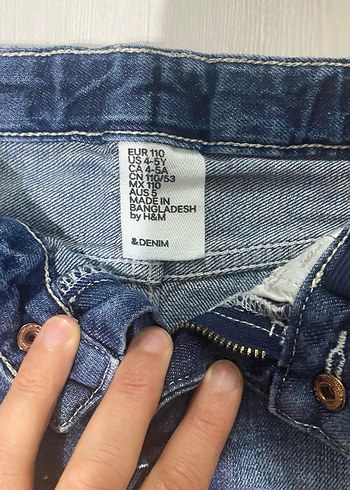 EUR 110
US 4-5Y
CA 4-5A
CN 110/53
MX 110
AUS 5
MADE IN
BANGLADESH
by H&M
&DENIM